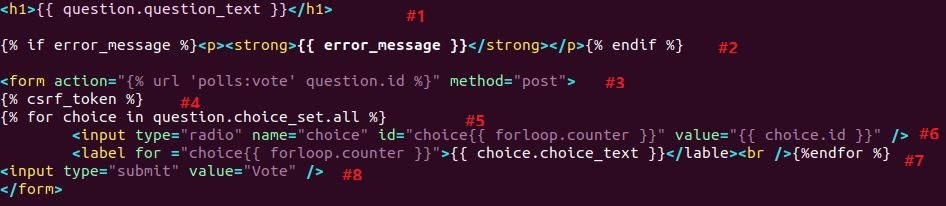 <h1>{{ question.question_text }}</h1> #1
{% if error_message %}<p><strong>{{ error_message }}</strong></p>{% endif %} #2
<form action="{% url 'polls:vote' question.id %}" method="post"> #3
{% csrf_token %} #4
{% for choice in question.choice_set.all %} #5
<input type="radio" name="choice" id="choice{{ forloop.counter }}" value="{{ choice.id }}" /> #6
<label for ="choice{{ forloop.counter }}">{{ choice.choice_text }}</lable><br />{%endfor %} #7
<input type="submit" value="Vote" /> #8
</form>